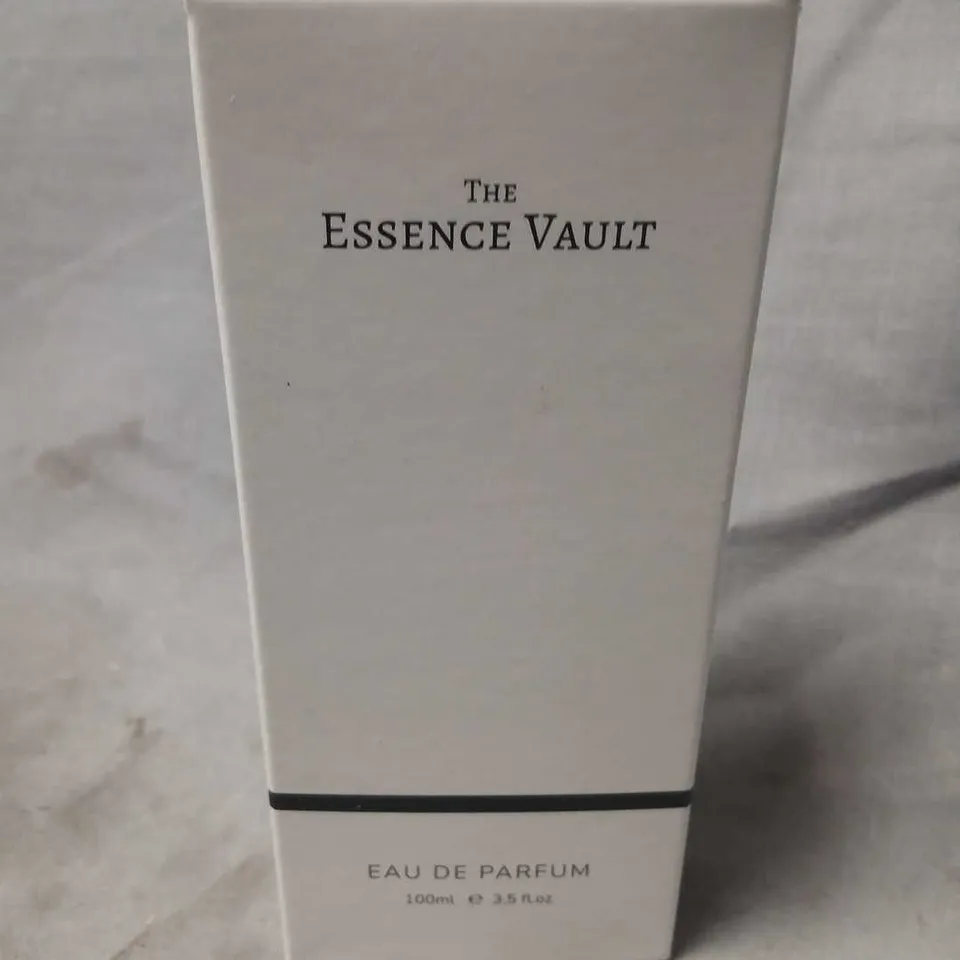 THE
ESSENCE VAULT
EAU DE PARFUM
100ml ℮ 3.5 fl.oz